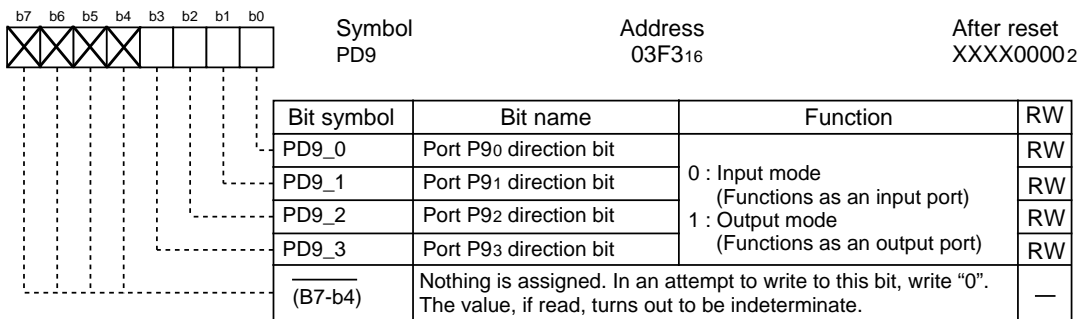 b7 b6 b5 b4 b3 b2 b1 b0
Symbol Address After reset
PD9 03F316 XXXX00002
Bit symbol Bit name Function RW
PD9_0 Port P90 direction bit RW
PD9_1 Port P91 direction bit RW
PD9_2 Port P92 direction bit RW
PD9_3 Port P93 direction bit RW
0 : Input mode
(Functions as an input port)
1 : Output mode
(Functions as an output port)
(B7-b4) Nothing is assigned. In an attempt to write to this bit, write “0”. —
The value, if read, turns out to be indeterminate.